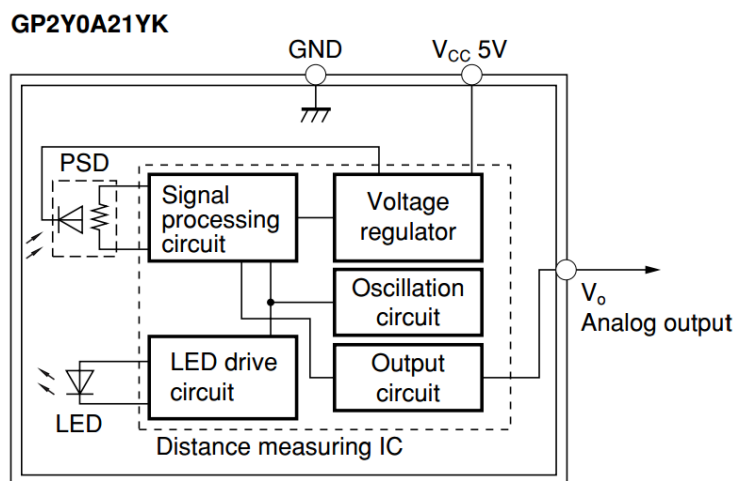 GP2Y0A21YK
GND
VCC 5V
PSD
Signal
processing
circuit
Voltage
regulator
Oscillation
circuit
Vo
Analog output
LED drive
circuit
Output
circuit
LED
Distance measuring IC